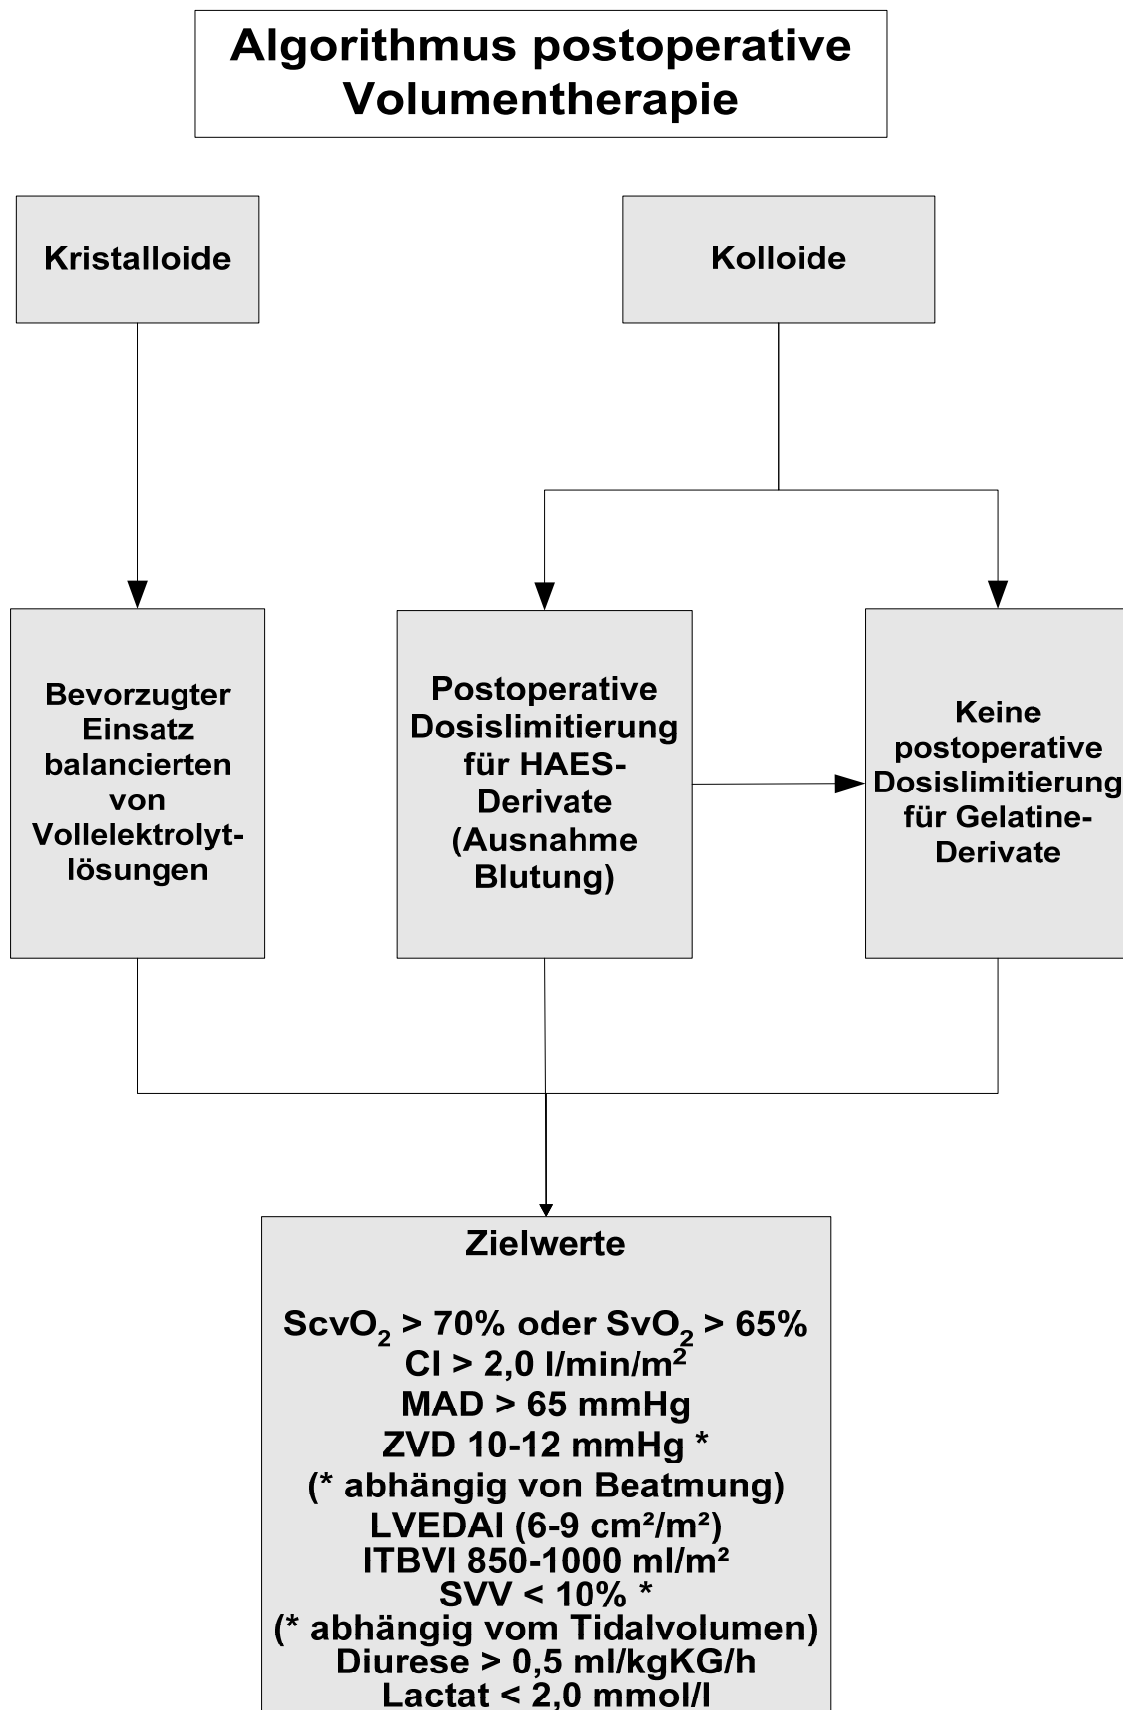 Algorithmus postoperative
Volumentherapie
Kristalloide
Kolloide
Bevorzugter
Einsatz
balancierten
von
Vollelektrolyt-
lösungen
Postoperative
Dosislimitierung
für HAES-
Derivate
(Ausnahme
Blutung)
Keine
postoperative
Dosislimitierung
für Gelatine-
Derivate
Zielwerte
ScvO₂ > 70% oder SvO₂ > 65%
CI > 2,0 l/min/m²
MAD > 65 mmHg
ZVD 10-12 mmHg *
(* abhängig von Beatmung)
LVEDAI (6-9 cm²/m²)
ITBVI 850-1000 ml/m²
SVV < 10% *
(* abhängig vom Tidalvolumen)
Diurese > 0,5 ml/kgKG/h
Lactat < 2,0 mmol/l